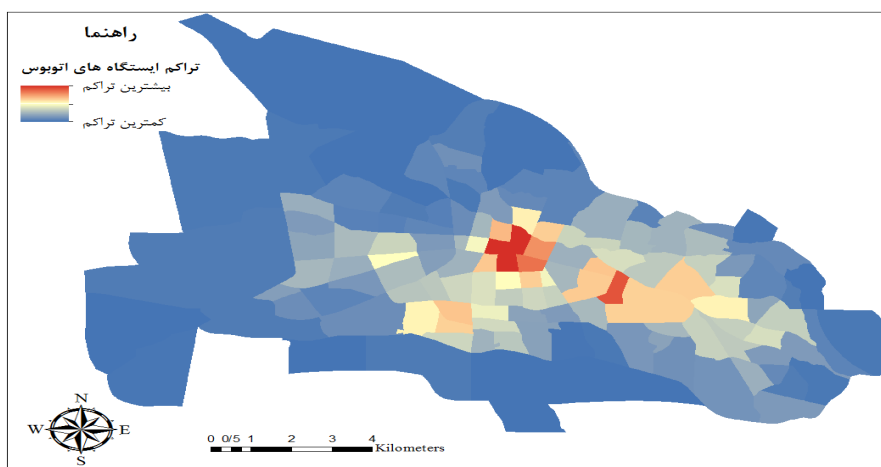 راهنما
تراکم ایستگاه های اتوبوس
بیشترین تراکم
کمترین تراکم
N
W E
S
0 0/5 1 2 3 4
Kilometers